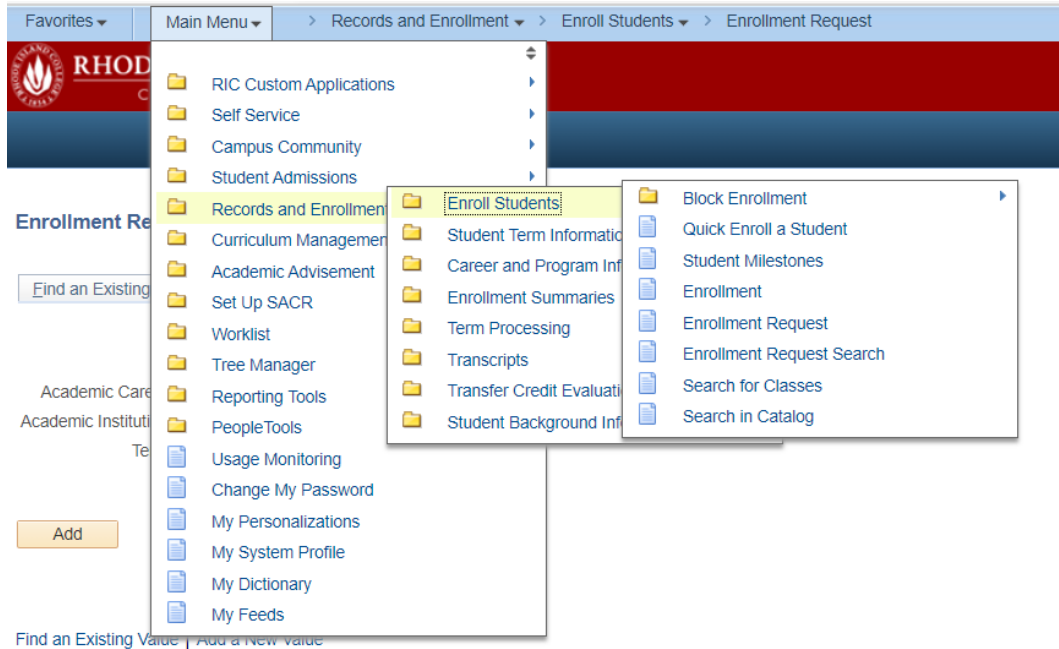 Favorites Main Menu > Records and Enrollment > Enroll Students > Enrollment Request
RHOD
C
RIC Custom Applications
Self Service
Campus Community
Student Admissions
Records and Enrollment
Curriculum Managemen
Academic Advisement
Set Up SACR
Worklist
Tree Manager
Reporting Tools
PeopleTools
Usage Monitoring
Change My Password
My Personalizations
My System Profile
My Dictionary
My Feeds
Enroll Students
Student Term Informatio
Career and Program Inf
Enrollment Summaries
Term Processing
Transcripts
Transfer Credit Evaluati
Student Background Inf
Block Enrollment
Quick Enroll a Student
Student Milestones
Enrollment
Enrollment Request
Enrollment Request Search
Search for Classes
Search in Catalog
Enrollment Re
Find an Existing
Academic Care
Academic Instituti
Te
Add
Find an Existing Value | Add a New Value